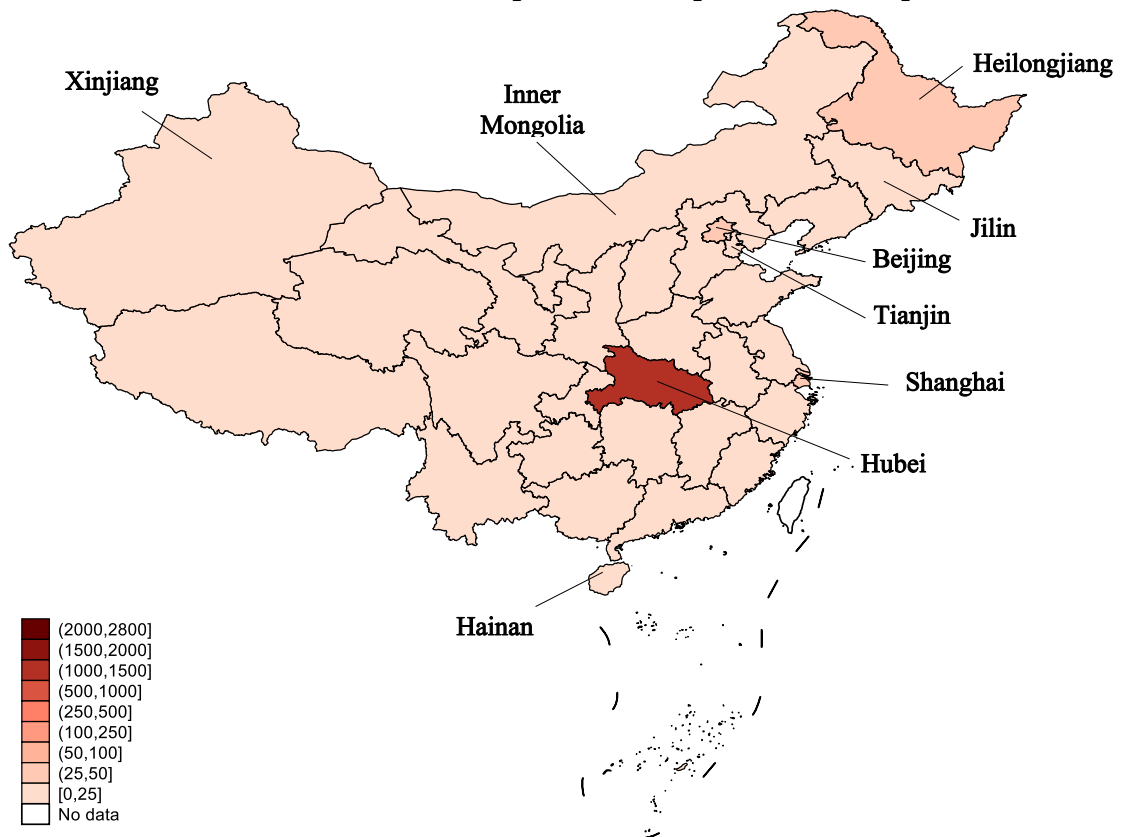 Heilongjiang
Xinjiang
Inner
Mongolia
Jilin
Beijing
Tianjin
Shanghai
Hubei
Hainan
(2000,2800]
(1500,2000]
(1000,1500]
(500,1000]
(250,500]
(100,250]
(50,100]
(25,50]
[0,25]
No data